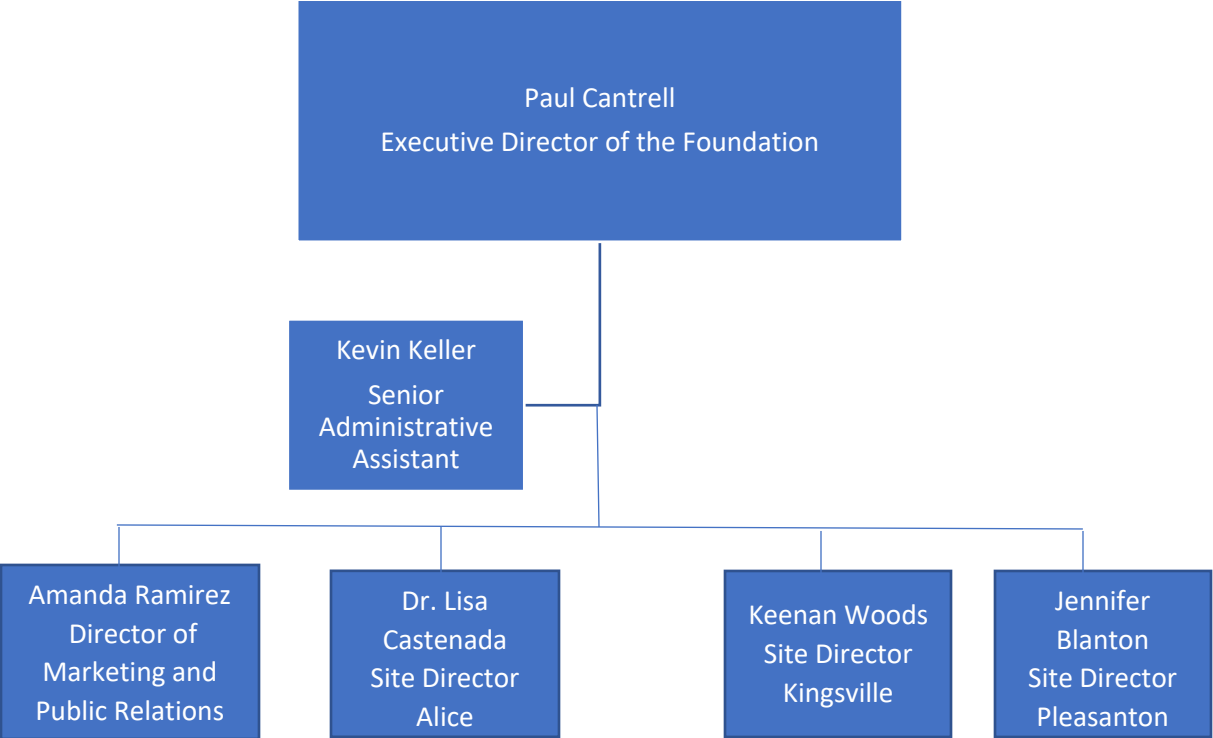 Paul Cantrell
Executive Director of the Foundation
Kevin Keller
Senior
Administrative
Assistant
Amanda Ramirez
Director of
Marketing and
Public Relations
Dr. Lisa
Castenada
Site Director
Alice
Keenan Woods
Site Director
Kingsville
Jennifer
Blanton
Site Director
Pleasanton